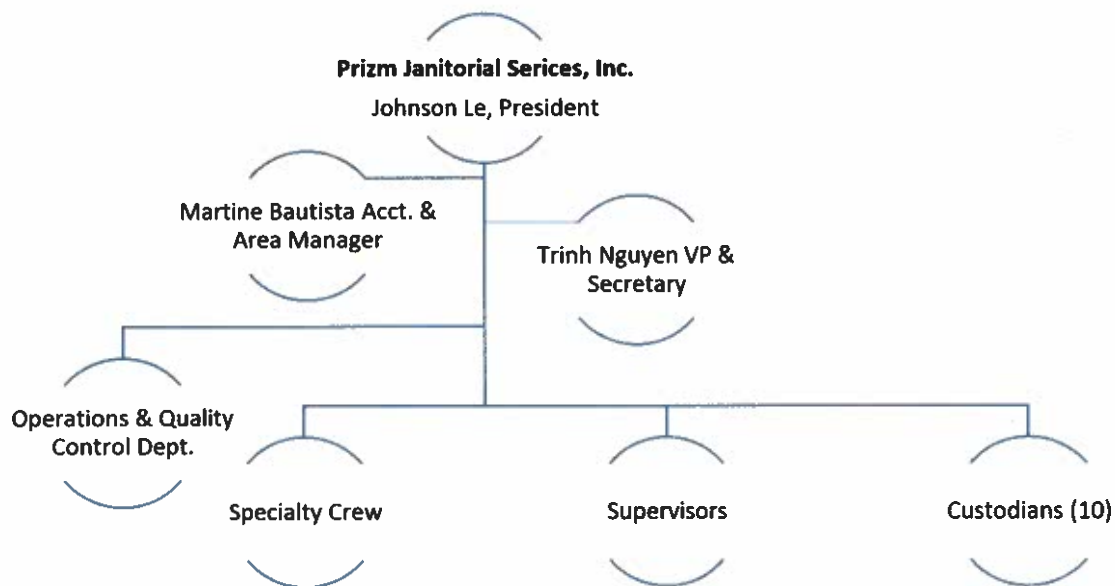 Prizm Janitorial Serices, Inc.
Johnson Le, President
Martine Bautista Acct. &
Area Manager
Trinh Nguyen VP &
Secretary
Operations & Quality
Control Dept.
Specialty Crew
Supervisors
Custodians (10)